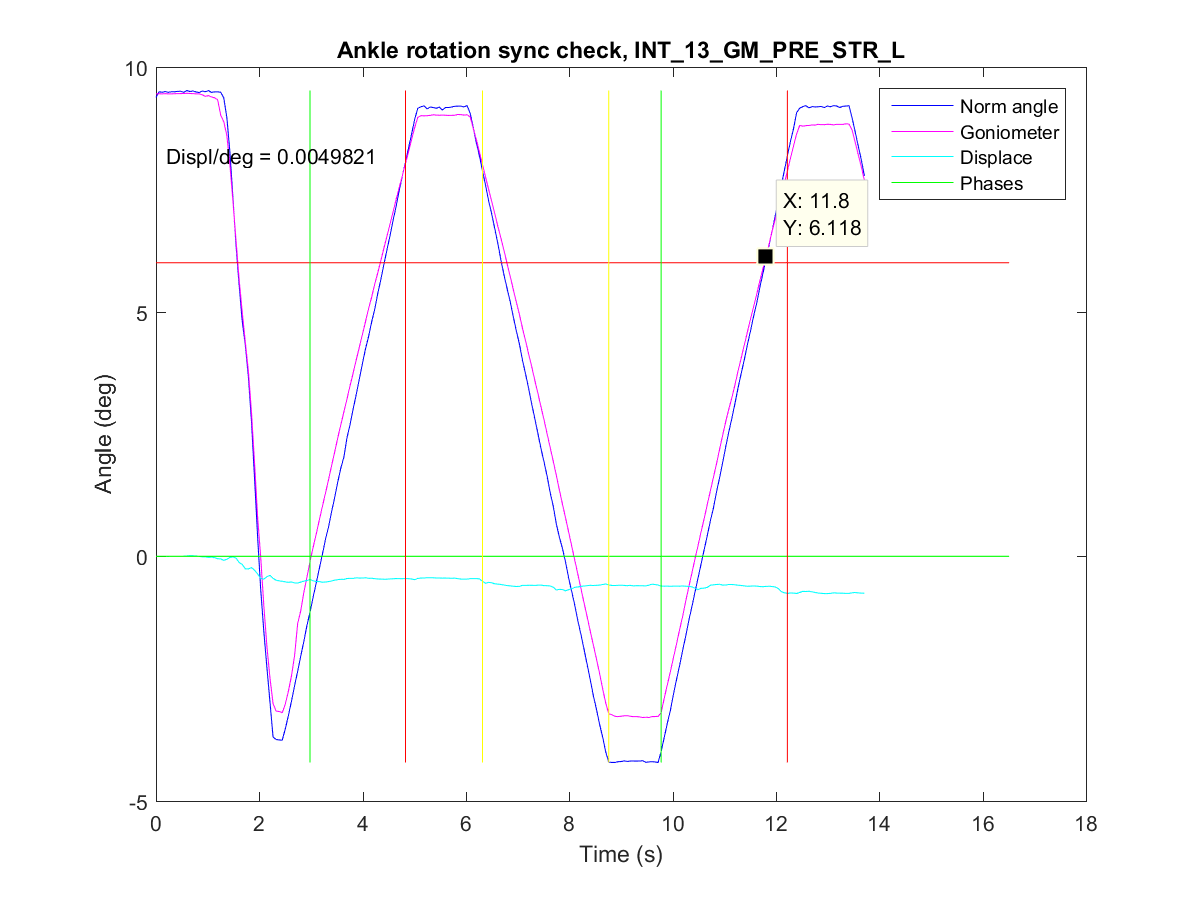 Ankle rotation sync check, INT_13_GM_PRE_STR_L
10
5
0
-5
Angle (deg)
Displ/deg = 0.0049821
Norm angle
Goniometer
Displace
Phases
X: 11.8
Y: 6.118
0 2 4 6 8 10 12 14 16 18
Time (s)